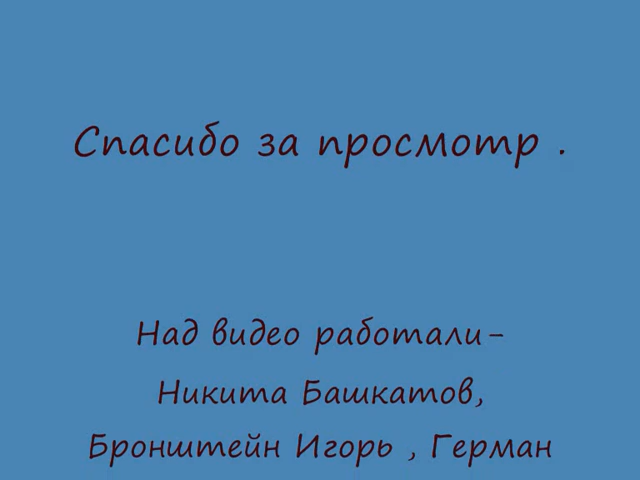 Спасибо за просмотр .
Над видео работали-
Никита Башкатов,
Бронштейн Игорь , Герман